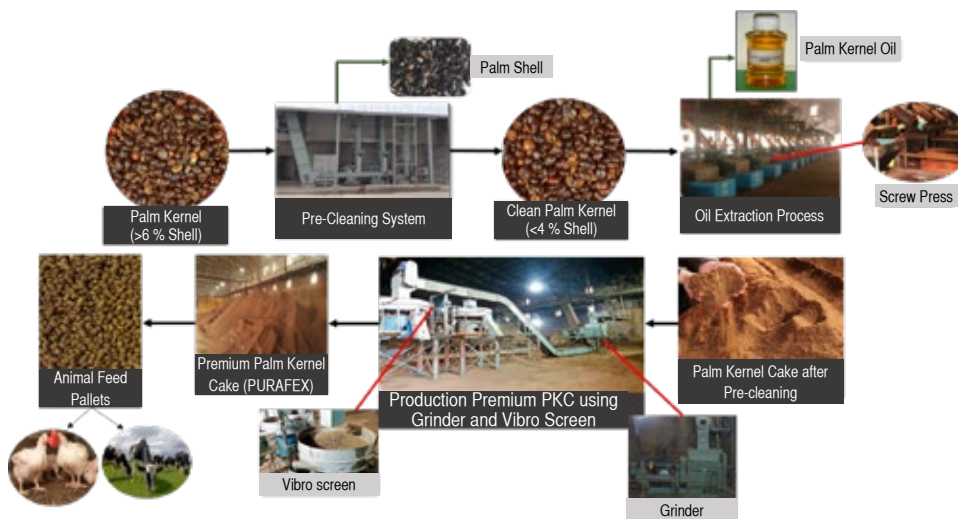 Palm Shell
Palm Kernel Oil
Palm Kernel
(>6 % Shell)
Pre-Cleaning System
Clean Palm Kernel
(<4 % Shell)
Oil Extraction Process
Screw Press
Animal Feed
Pallets
Premium Palm Kernel
Cake (PURAFEX)
Production Premium PKC using
Grinder and Vibro Screen
Palm Kernel Cake after
Pre-cleaning
Vibro screen
Grinder